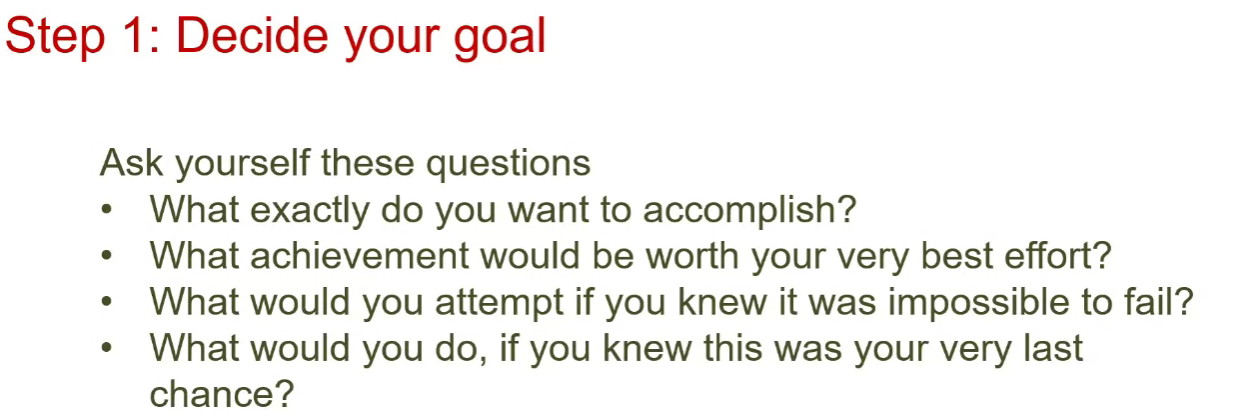 Step 1: Decide your goal
Ask yourself these questions
• What exactly do you want to accomplish?
• What achievement would be worth your very best effort?
• What would you attempt if you knew it was impossible to fail?
• What would you do, if you knew this was your very last
chance?